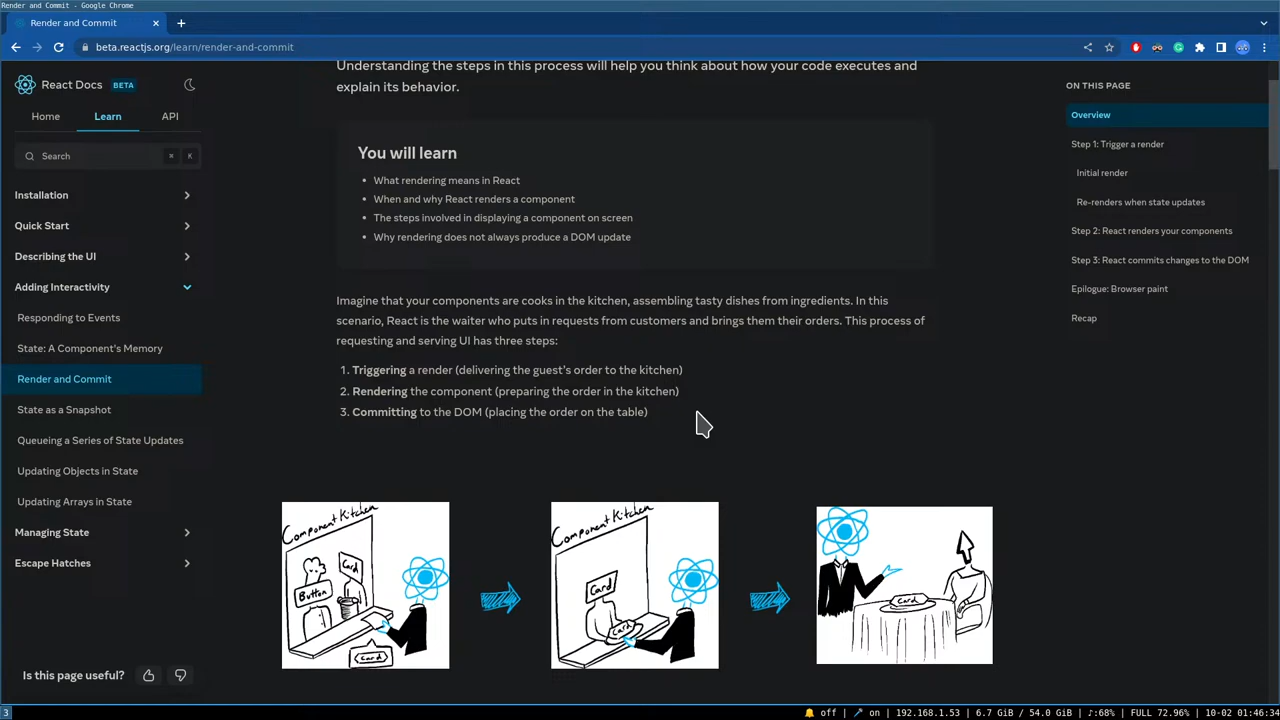 Render and Commit - Google Chrome
Render and Commit
beta.reactjs.org/learn/render-and-commit
React Docs BETA
Home Learn API
Search ⌘ K
Installation
Quick Start
Describing the UI
Adding Interactivity
Responding to Events
State: A Component's Memory
Render and Commit
State as a Snapshot
Queueing a Series of State Updates
Updating Objects in State
Updating Arrays in State
Managing State
Escape Hatches
Is this page useful?
Understanding the steps in this process will help you think about how your code executes and
explain its behavior.
You will learn
• What rendering means in React
• When and why React renders a component
• The steps involved in displaying a component on screen
• Why rendering does not always produce a DOM update
Imagine that your components are cooks in the kitchen, assembling tasty dishes from ingredients. In this
scenario, React is the waiter who puts in requests from customers and brings them their orders. This process of
requesting and serving UI has three steps:
1. Triggering a render (delivering the guest's order to the kitchen)
2. Rendering the component (preparing the order in the kitchen)
3. Committing to the DOM (placing the order on the table)
Component Kitchen
Card
Button
Card
Component Kitchen
Card
Card
Card
ON THIS PAGE
Overview
Step 1: Trigger a render
Initial render
Re-renders when state updates
Step 2: React renders your components
Step 3: React commits changes to the DOM
Epilogue: Browser paint
Recap
3
off | on | 192.168.1.53 | 6.7 GiB / 54.0 GiB | ♪:68% | FULL 72.96% | 10-02 01:46:34